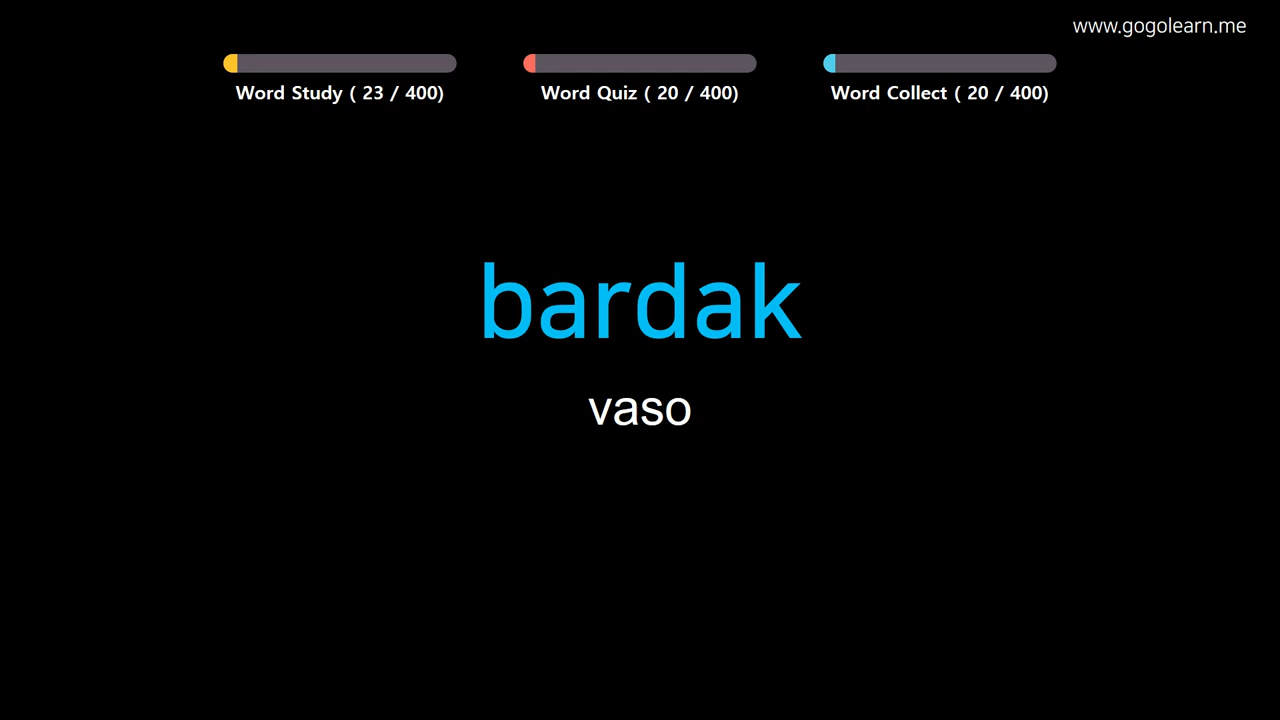 www.gogolearn.me
Word Study ( 23 / 400)
Word Quiz ( 20 / 400)
Word Collect ( 20 / 400)
bardak
vaso